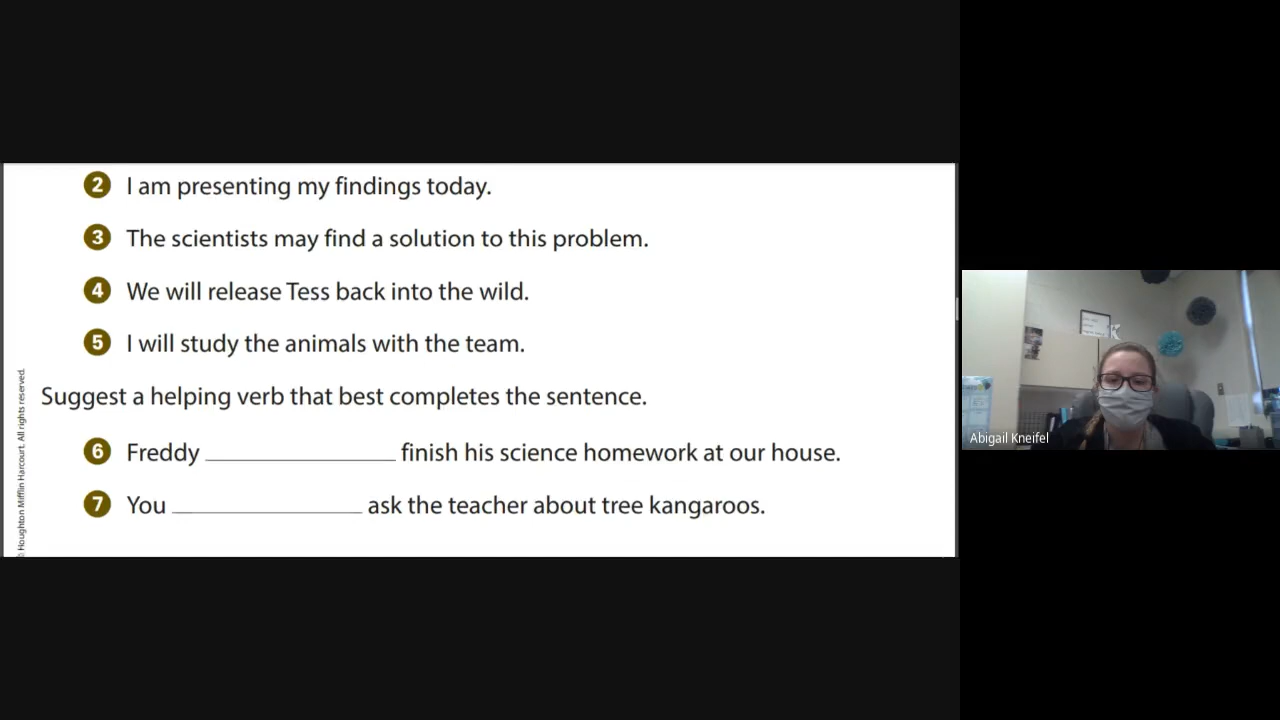 2 I am presenting my findings today.
3 The scientists may find a solution to this problem.
4 We will release Tess back into the wild.
5 I will study the animals with the team.
Suggest a helping verb that best completes the sentence.
6 Freddy ____________ finish his science homework at our house.
7 You ____________ ask the teacher about tree kangaroos.
Houghton Mifflin Harcourt. All rights reserved.
Abigail Kneifel